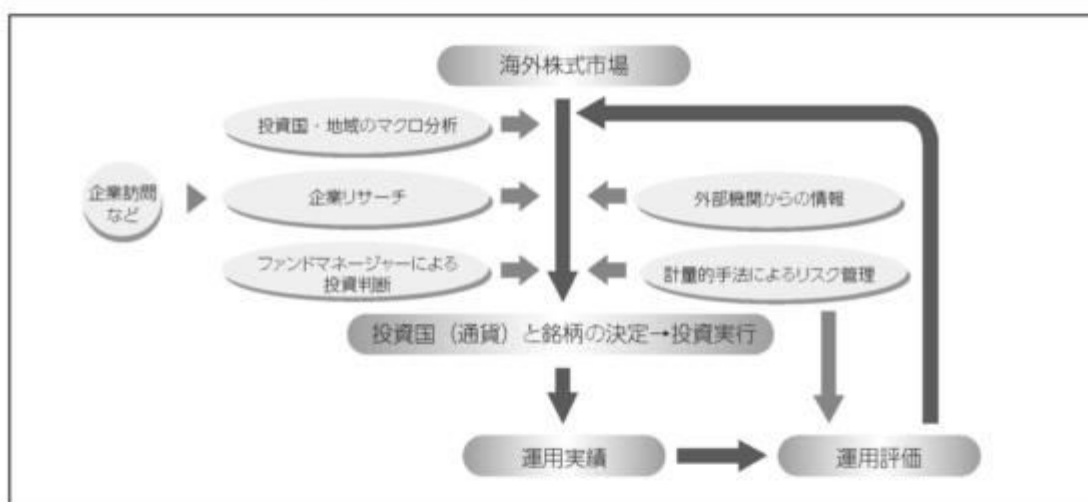 海外株式市場
投資国・地域のマクロ分析
企業訪問
など
企業リサーチ
外部機関からの情報
ファンドマネージャーによる
投資判断
計量的手法によるリスク管理
投資国（通貨）と銘柄の決定→投資実行
運用実績
運用評価